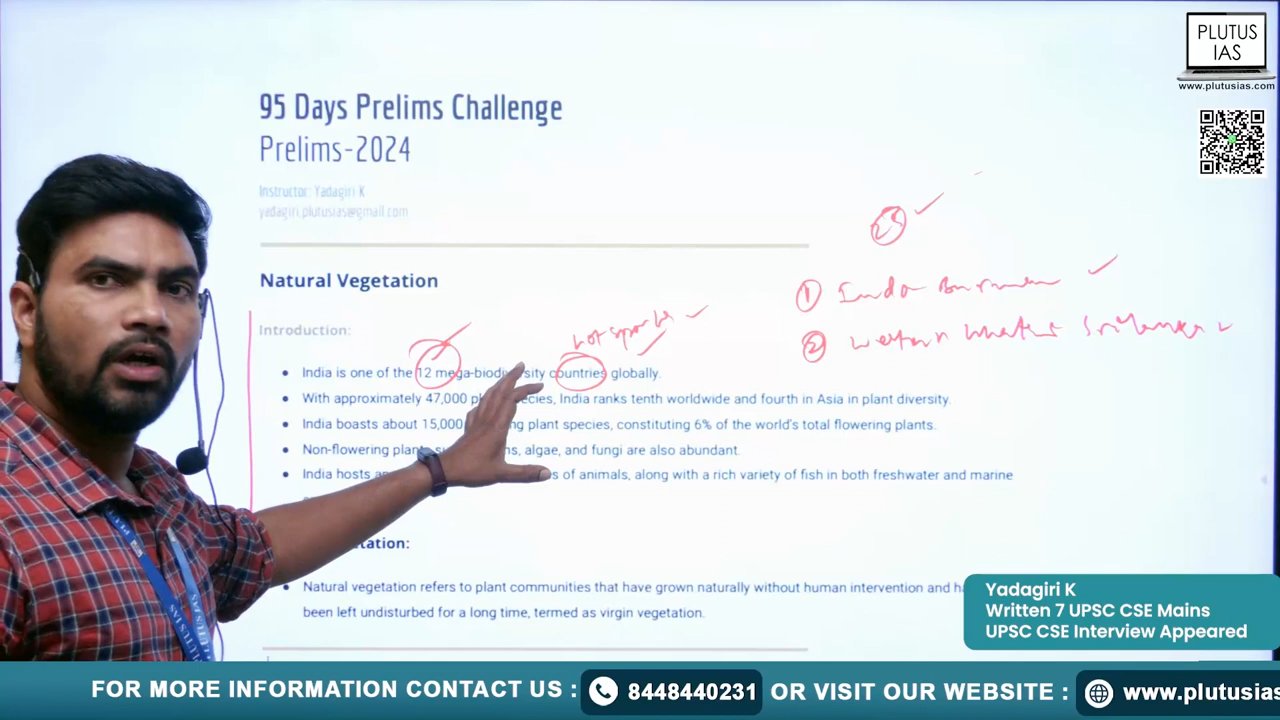 PLUTUS
IAS
www.plutusias.com
95 Days Prelims Challenge
Prelims-2024
Instructor: Yadagiri K
yadagiri.plutusias@gmail.com
25
Natural Vegetation
① Indo Burma
Introduction:
hotspots
② Western Ghats Srilanka
India is one of the 12 mega-biodiversity countries globally.
With approximately 47,000 species, India ranks tenth worldwide and fourth in Asia in plant diversity.
India boasts about 15,000 plant species, constituting 6% of the world's total flowering plants.
Non-flowering plants algae, and fungi are also abundant.
India hosts of animals, along with a rich variety of fish in both freshwater and marine
Natural vegetation refers to plant communities that have grown naturally without human intervention and
been left undisturbed for a long time, termed as virgin vegetation.
Yadagiri K
Written 7 UPSC CSE Mains
UPSC CSE Interview Appeared
FOR MORE INFORMATION CONTACT US : 8448440231 OR VISIT OUR WEBSITE : www.plutusias